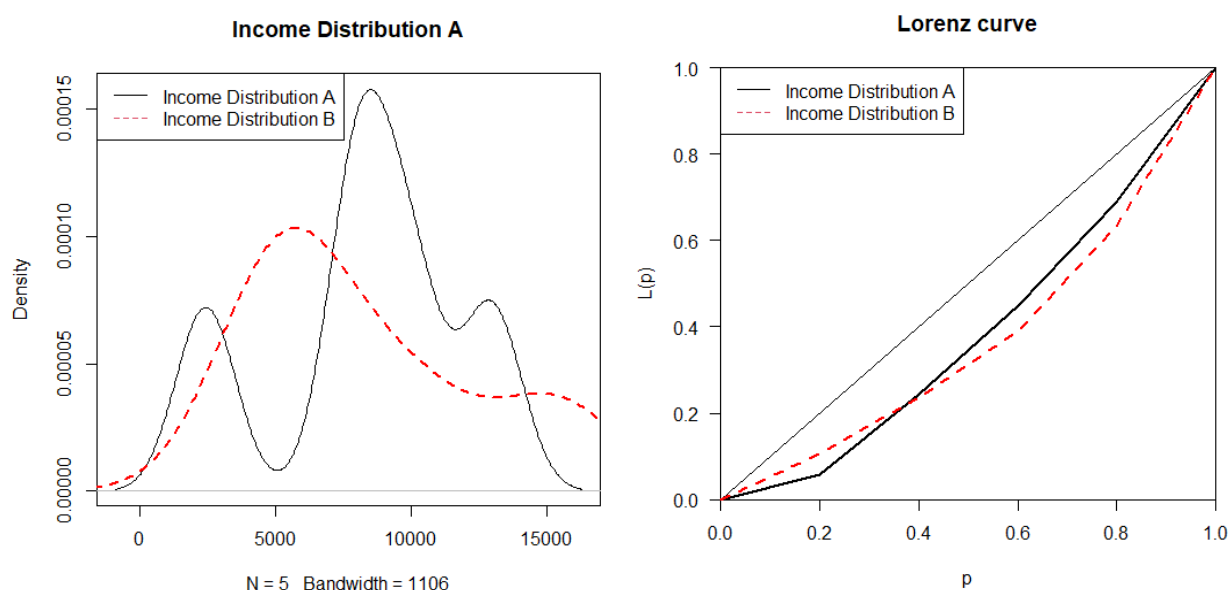 Income Distribution A
Income Distribution A
Income Distribution B
Density
0.00000
0.00005
0.00010
0.00015
0
5000
10000
15000
N = 5 Bandwidth = 1106
Lorenz curve
Income Distribution A
Income Distribution B
L(p)
1.0
0.8
0.6
0.4
0.2
0.0
0.0
0.2
0.4
0.6
0.8
1.0
p